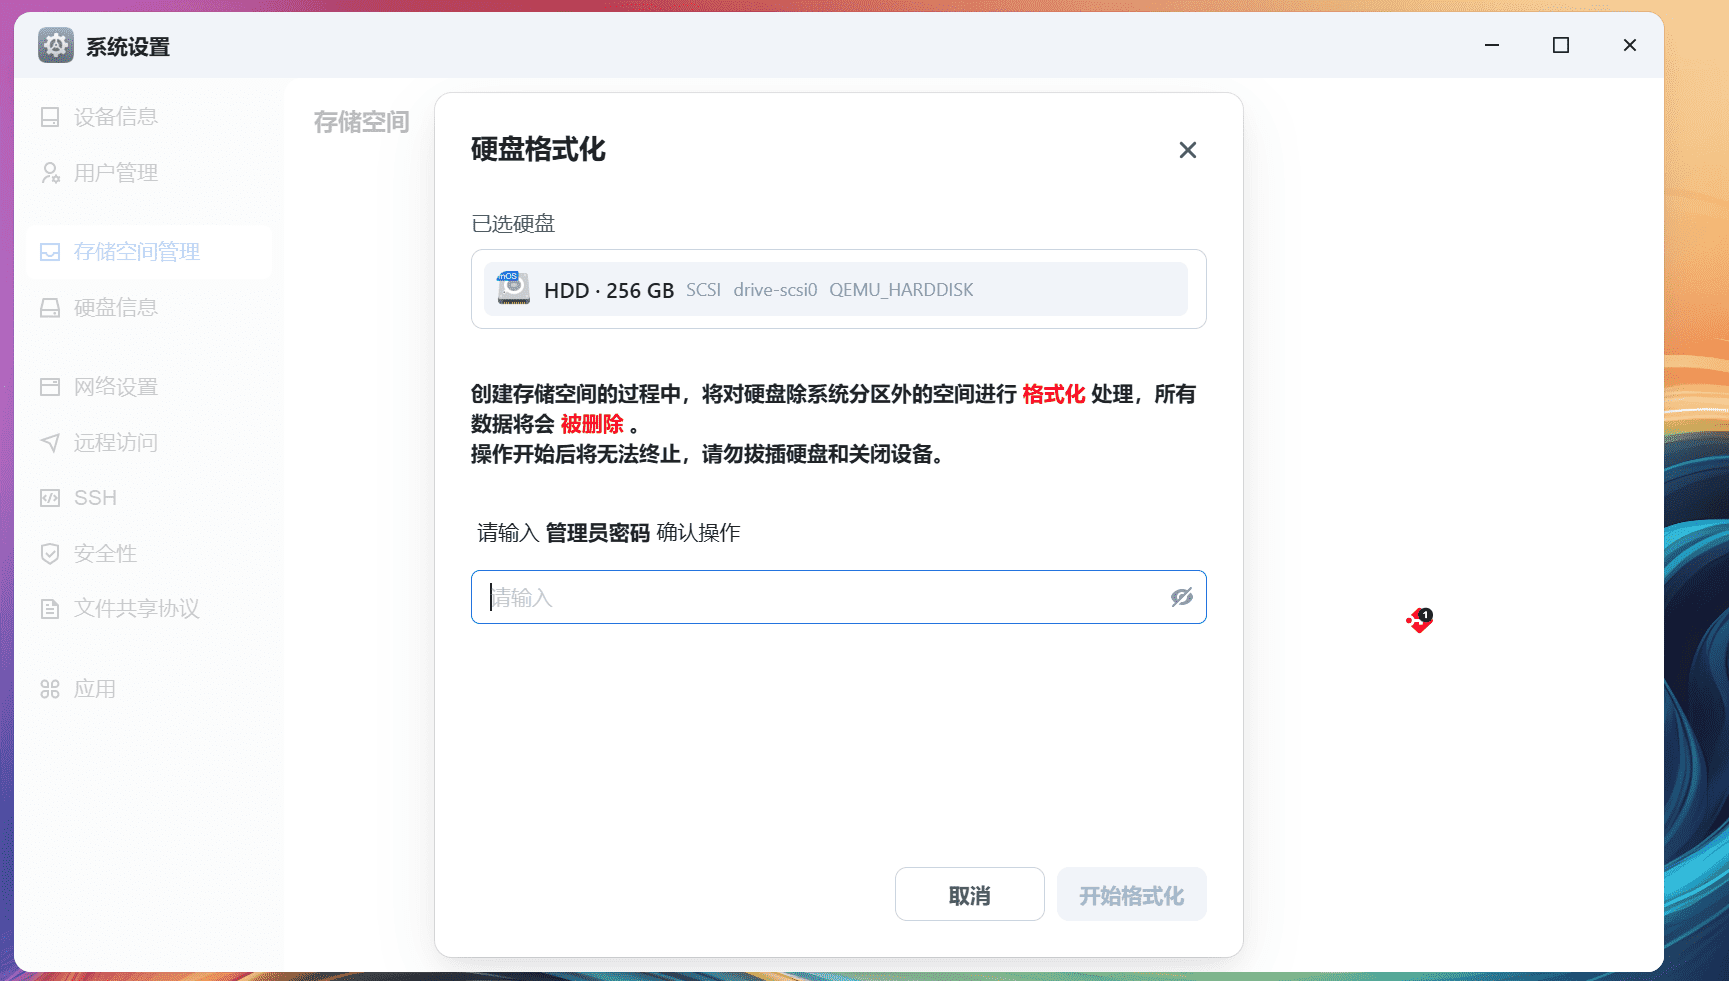 系统设置
设备信息
用户管理
存储空间管理
硬盘信息
网络设置
远程访问
SSH
安全性
文件共享协议
应用
存储空间
硬盘格式化
已选硬盘
HDD · 256 GB SCSI drive-scsi0 QEMU_HARDDISK
创建存储空间的过程中，将对硬盘除系统分区外的空间进行 格式化 处理，所有
数据将会 被删除 。
操作开始后将无法终止，请勿拔插硬盘和关闭设备。
请输入 管理员密码 确认操作
请输入
取消
开始格式化
1